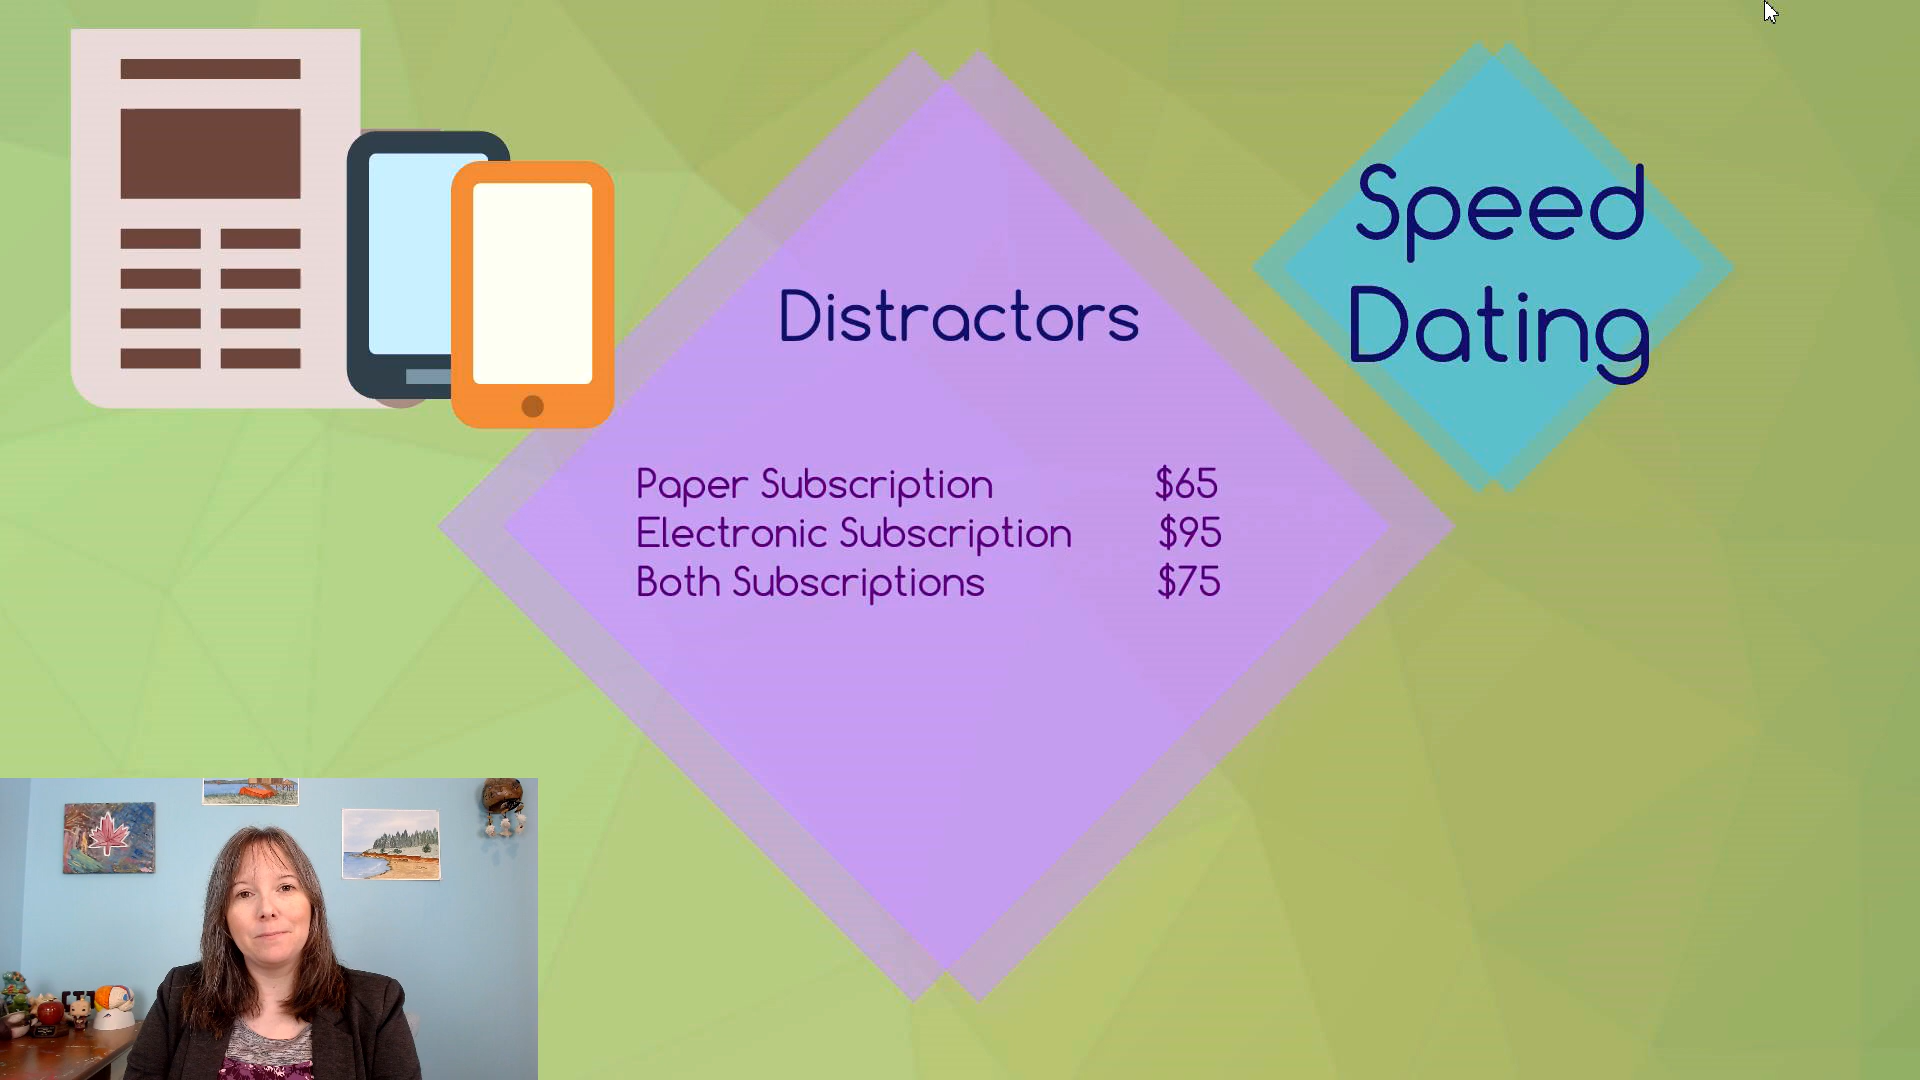 Distractors
Paper Subscription $65
Electronic Subscription $95
Both Subscriptions $75
Speed
Dating